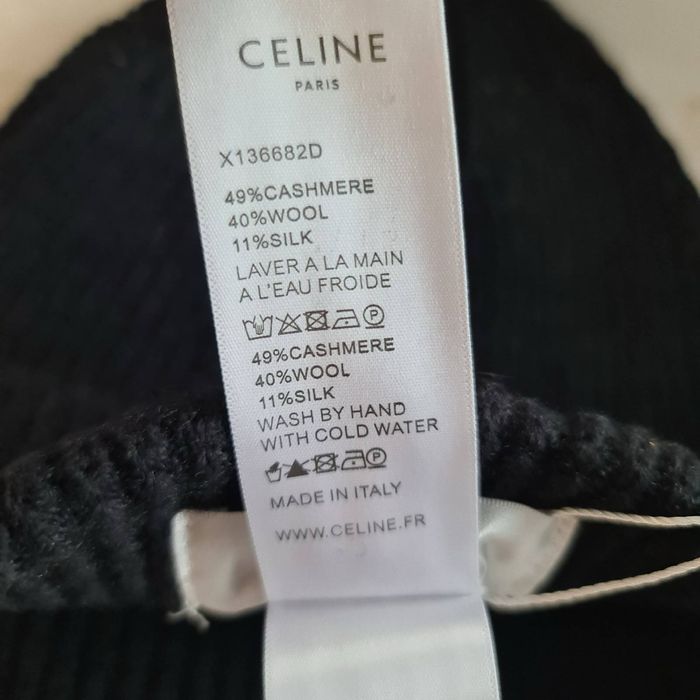 CELINE
PARIS
X136682D
49%CASHMERE
40%WOOL
11%SILK
LAVER A LA MAIN
A L'EAU FROIDE
P
49%CASHMERE
40%WOOL
11%SILK
WASH BY HAND
WITH COLD WATER
P
MADE IN ITALY
WWW.CELINE.FR